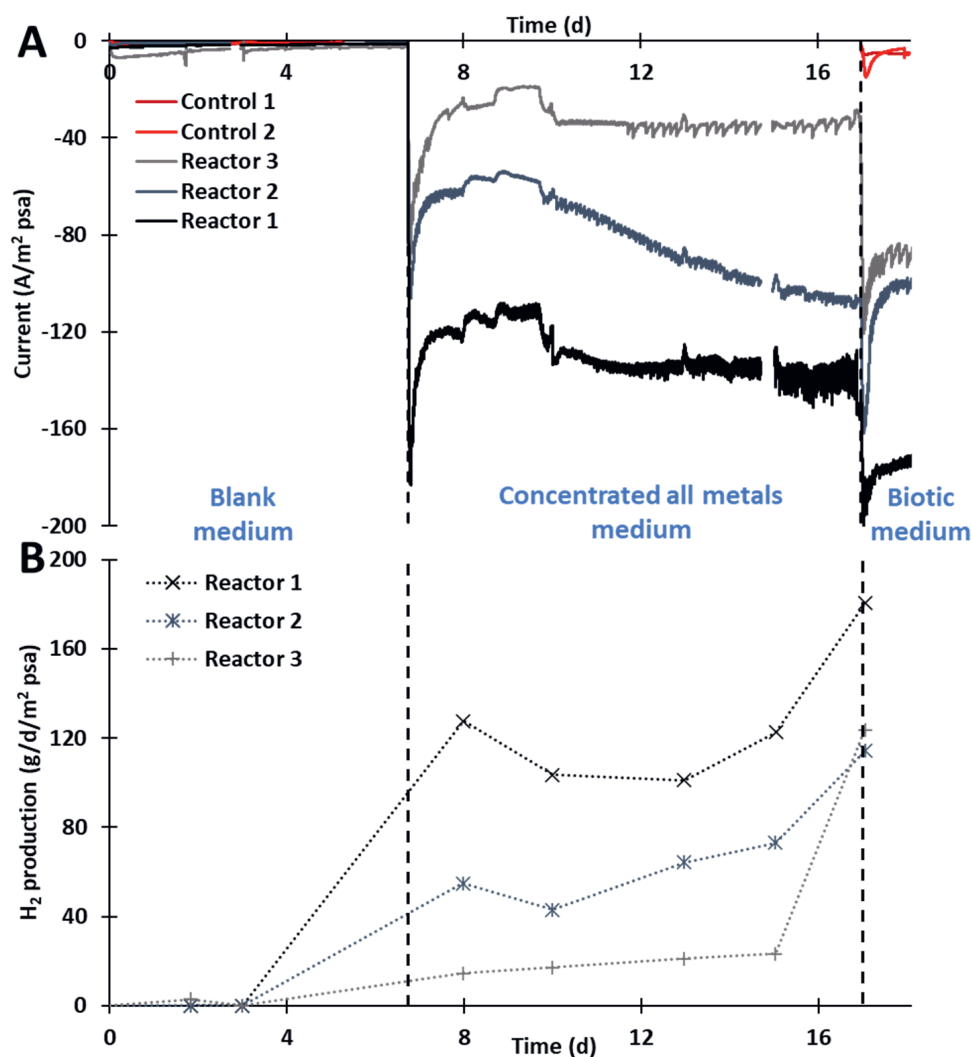 A
Time (d)
0 0 4 8 12 16
Control 1
Control 2
Reactor 3
Reactor 2
Reactor 1
-40
-80
-120
-160
-200
Current (A/m² psa)
Blank
medium
Concentrated all metals
medium
Biotic
medium
B
200
160
120
80
40
0
H₂ production (g/d/m² psa)
Reactor 1
Reactor 2
Reactor 3
0 4 8 12 16
Time (d)